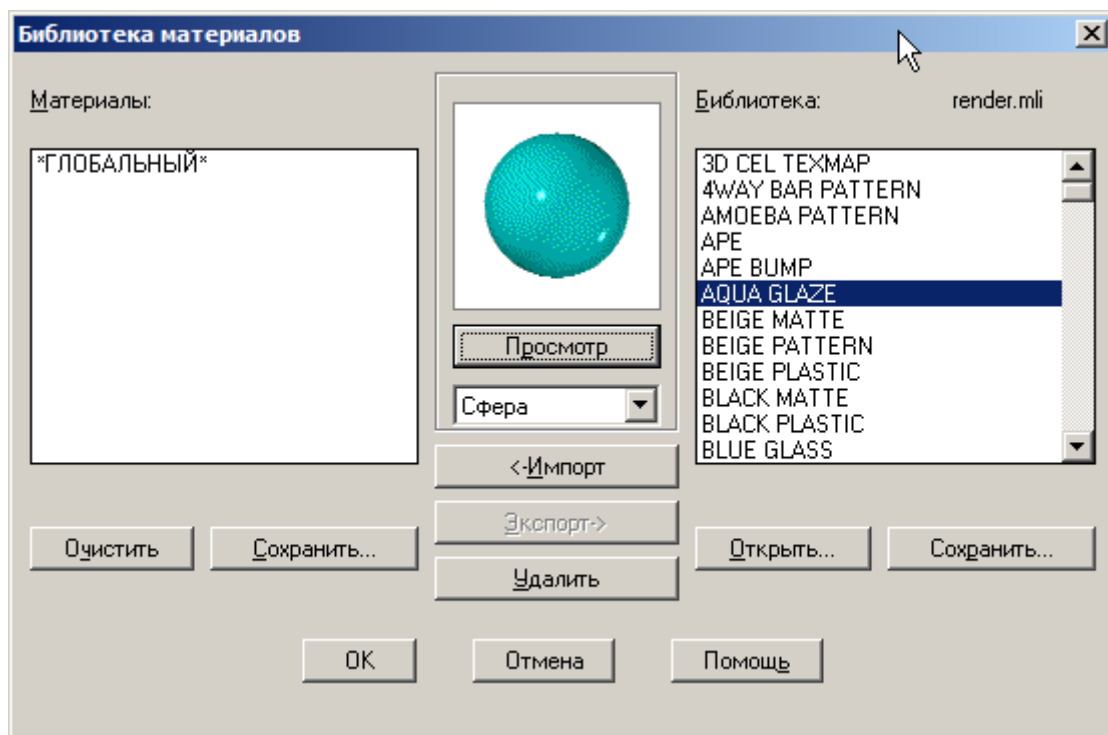 Библиотека материалов
Материалы:
*ГЛОБАЛЬНЫЙ*
Просмотр
Сфера
<-Импорт
Экспорт->
Удалить
Библиотека: render.mli
3D CEL TEXMAP
4WAY BAR PATTERN
AMOEBA PATTERN
APE
APE BUMP
AQUA GLAZE
BEIGE MATTE
BEIGE PATTERN
BEIGE PLASTIC
BLACK MATTE
BLACK PLASTIC
BLUE GLASS
Очистить Сохранить...
Открыть... Сохранить...
OK Отмена Помощь